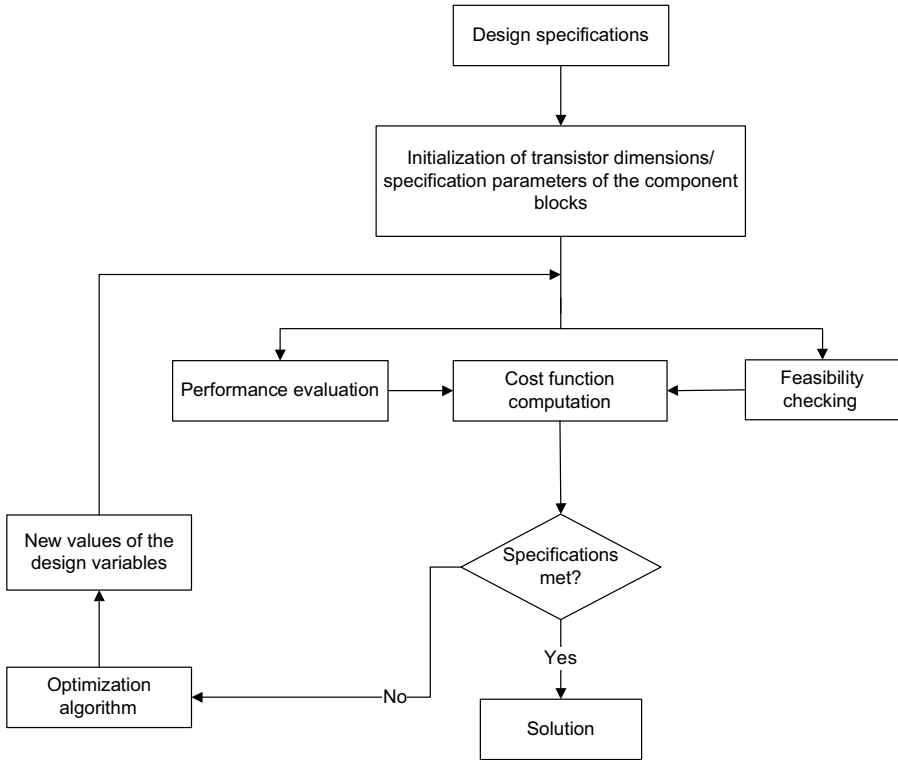 Design specifications
Initialization of transistor dimensions/
specification parameters of the component
blocks
Performance evaluation
Cost function
computation
Feasibility
checking
New values of the
design variables
Specifications
met?
Yes
No
Optimization
algorithm
Solution